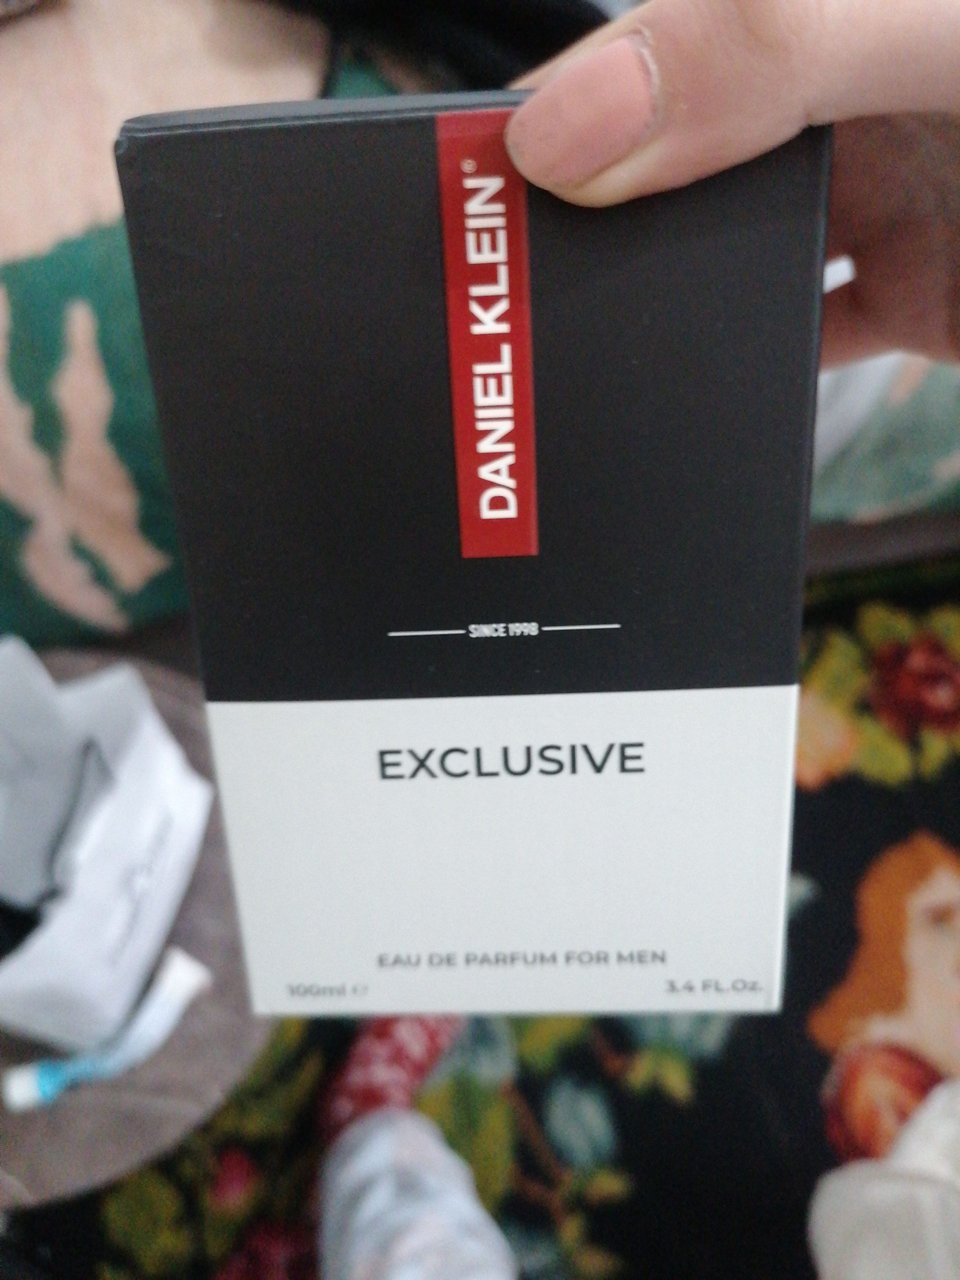 DANIEL KLEIN®
SINCE 1998
EXCLUSIVE
EAU DE PARFUM FOR MEN
100ml ℮
3.4 FL.Oz.